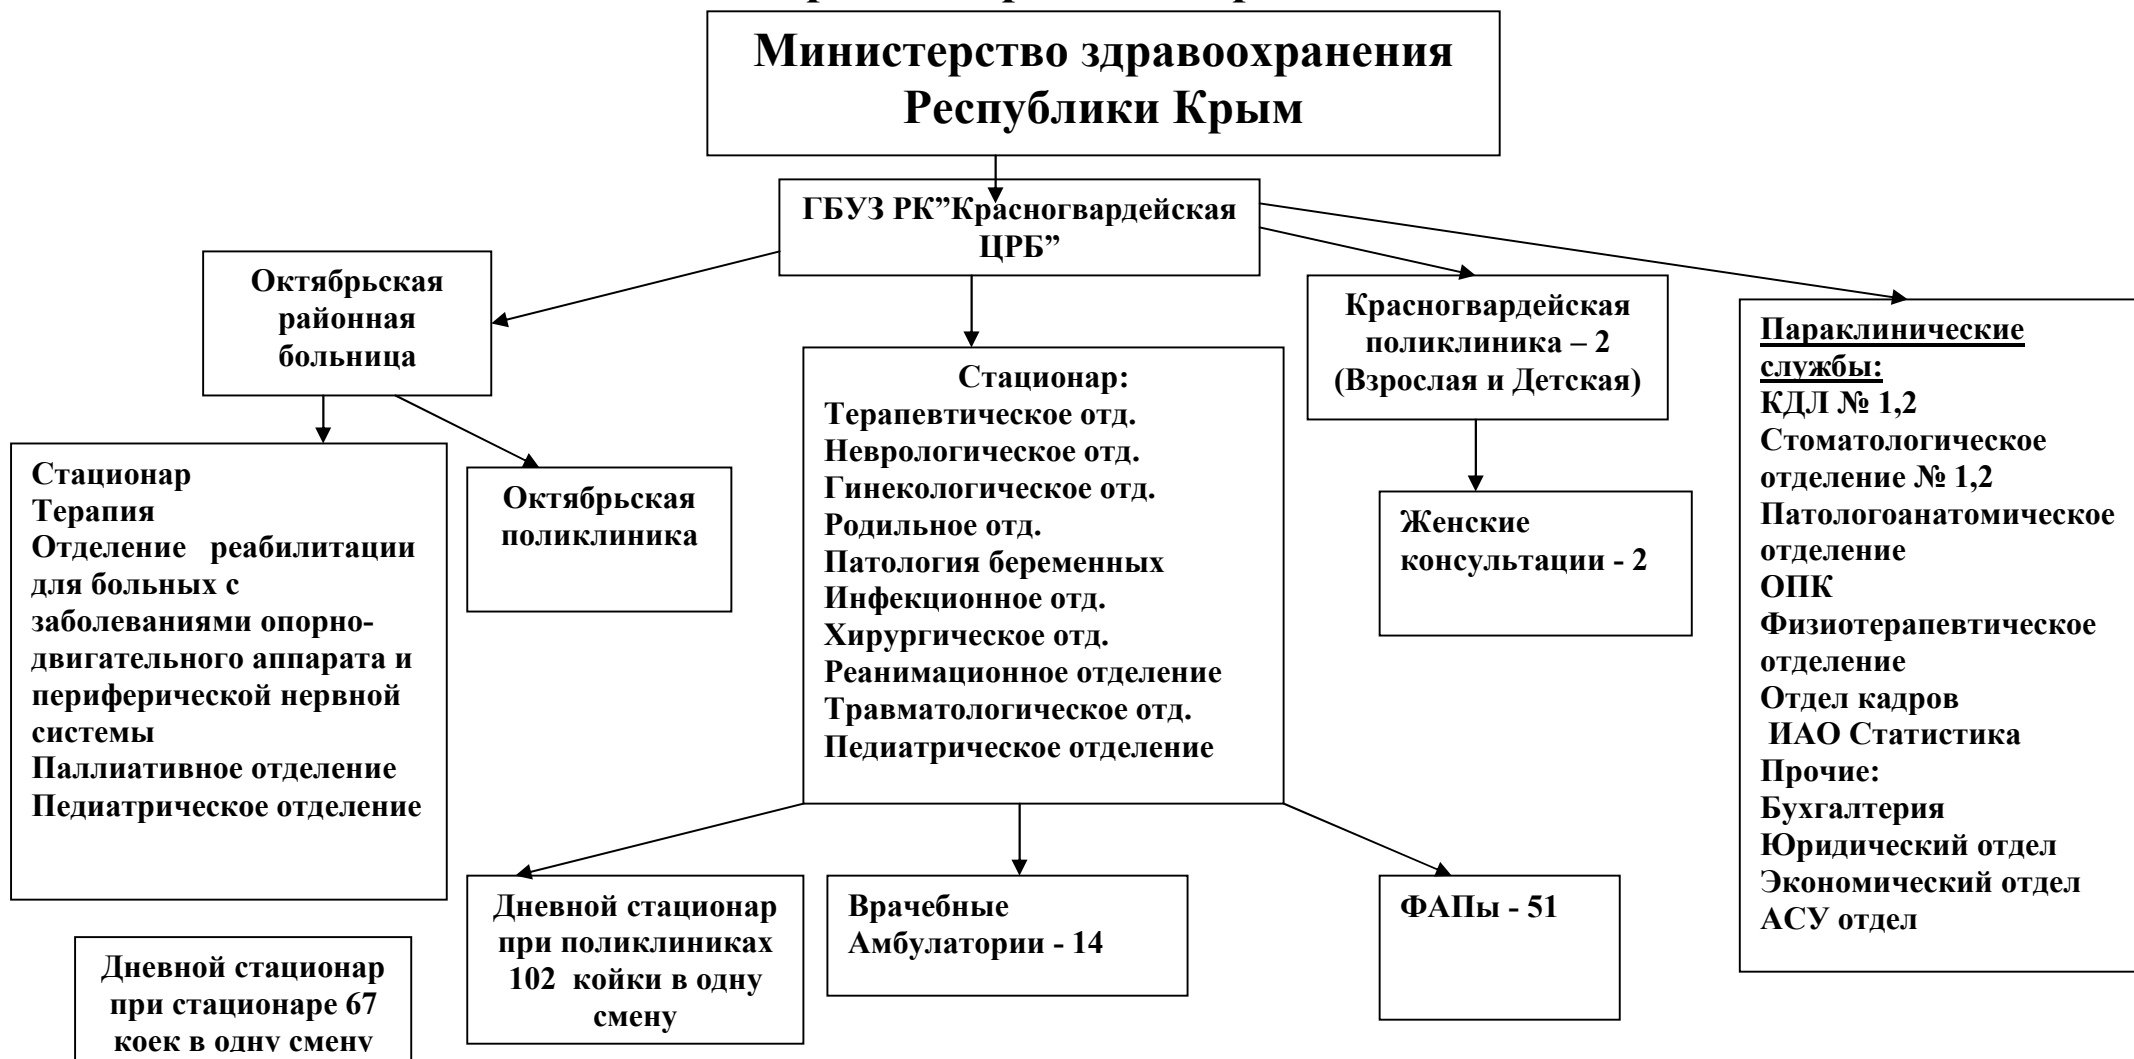 Министерство здравоохранения
Республики Крым
ГБУЗ РК”Красногвардейская
ЦРБ”
Октябрьская
районная
больница
Стационар
Терапия
Отделение реабилитации
для больных с
заболеваниями опорно-
двигательного аппарата и
периферической нервной
системы
Паллиативное отделение
Педиатрическое отделение
Октябрьская
поликлиника
Стационар:
Терапевтическое отд.
Неврологическое отд.
Гинекологическое отд.
Родильное отд.
Патология беременных
Инфекционное отд.
Хирургическое отд.
Реанимационное отделение
Травматологическое отд.
Педиатрическое отделение
Красногвардейская
поликлиника – 2
(Взрослая и Детская)
Женские
консультации - 2
Параклинические
службы:
КДЛ № 1,2
Стоматологическое
отделение № 1,2
Патологоанатомическое
отделение
ОПК
Физиотерапевтическое
отделение
Отдел кадров
ИАО Статистика
Прочие:
Бухгалтерия
Юридический отдел
Экономический отдел
АСУ отдел
Дневной стационар
при стационаре 67
коек в одну смену
Дневной стационар
при поликлиниках
102 койки в одну
смену
Врачебные
Амбулатории - 14
ФАПы - 51